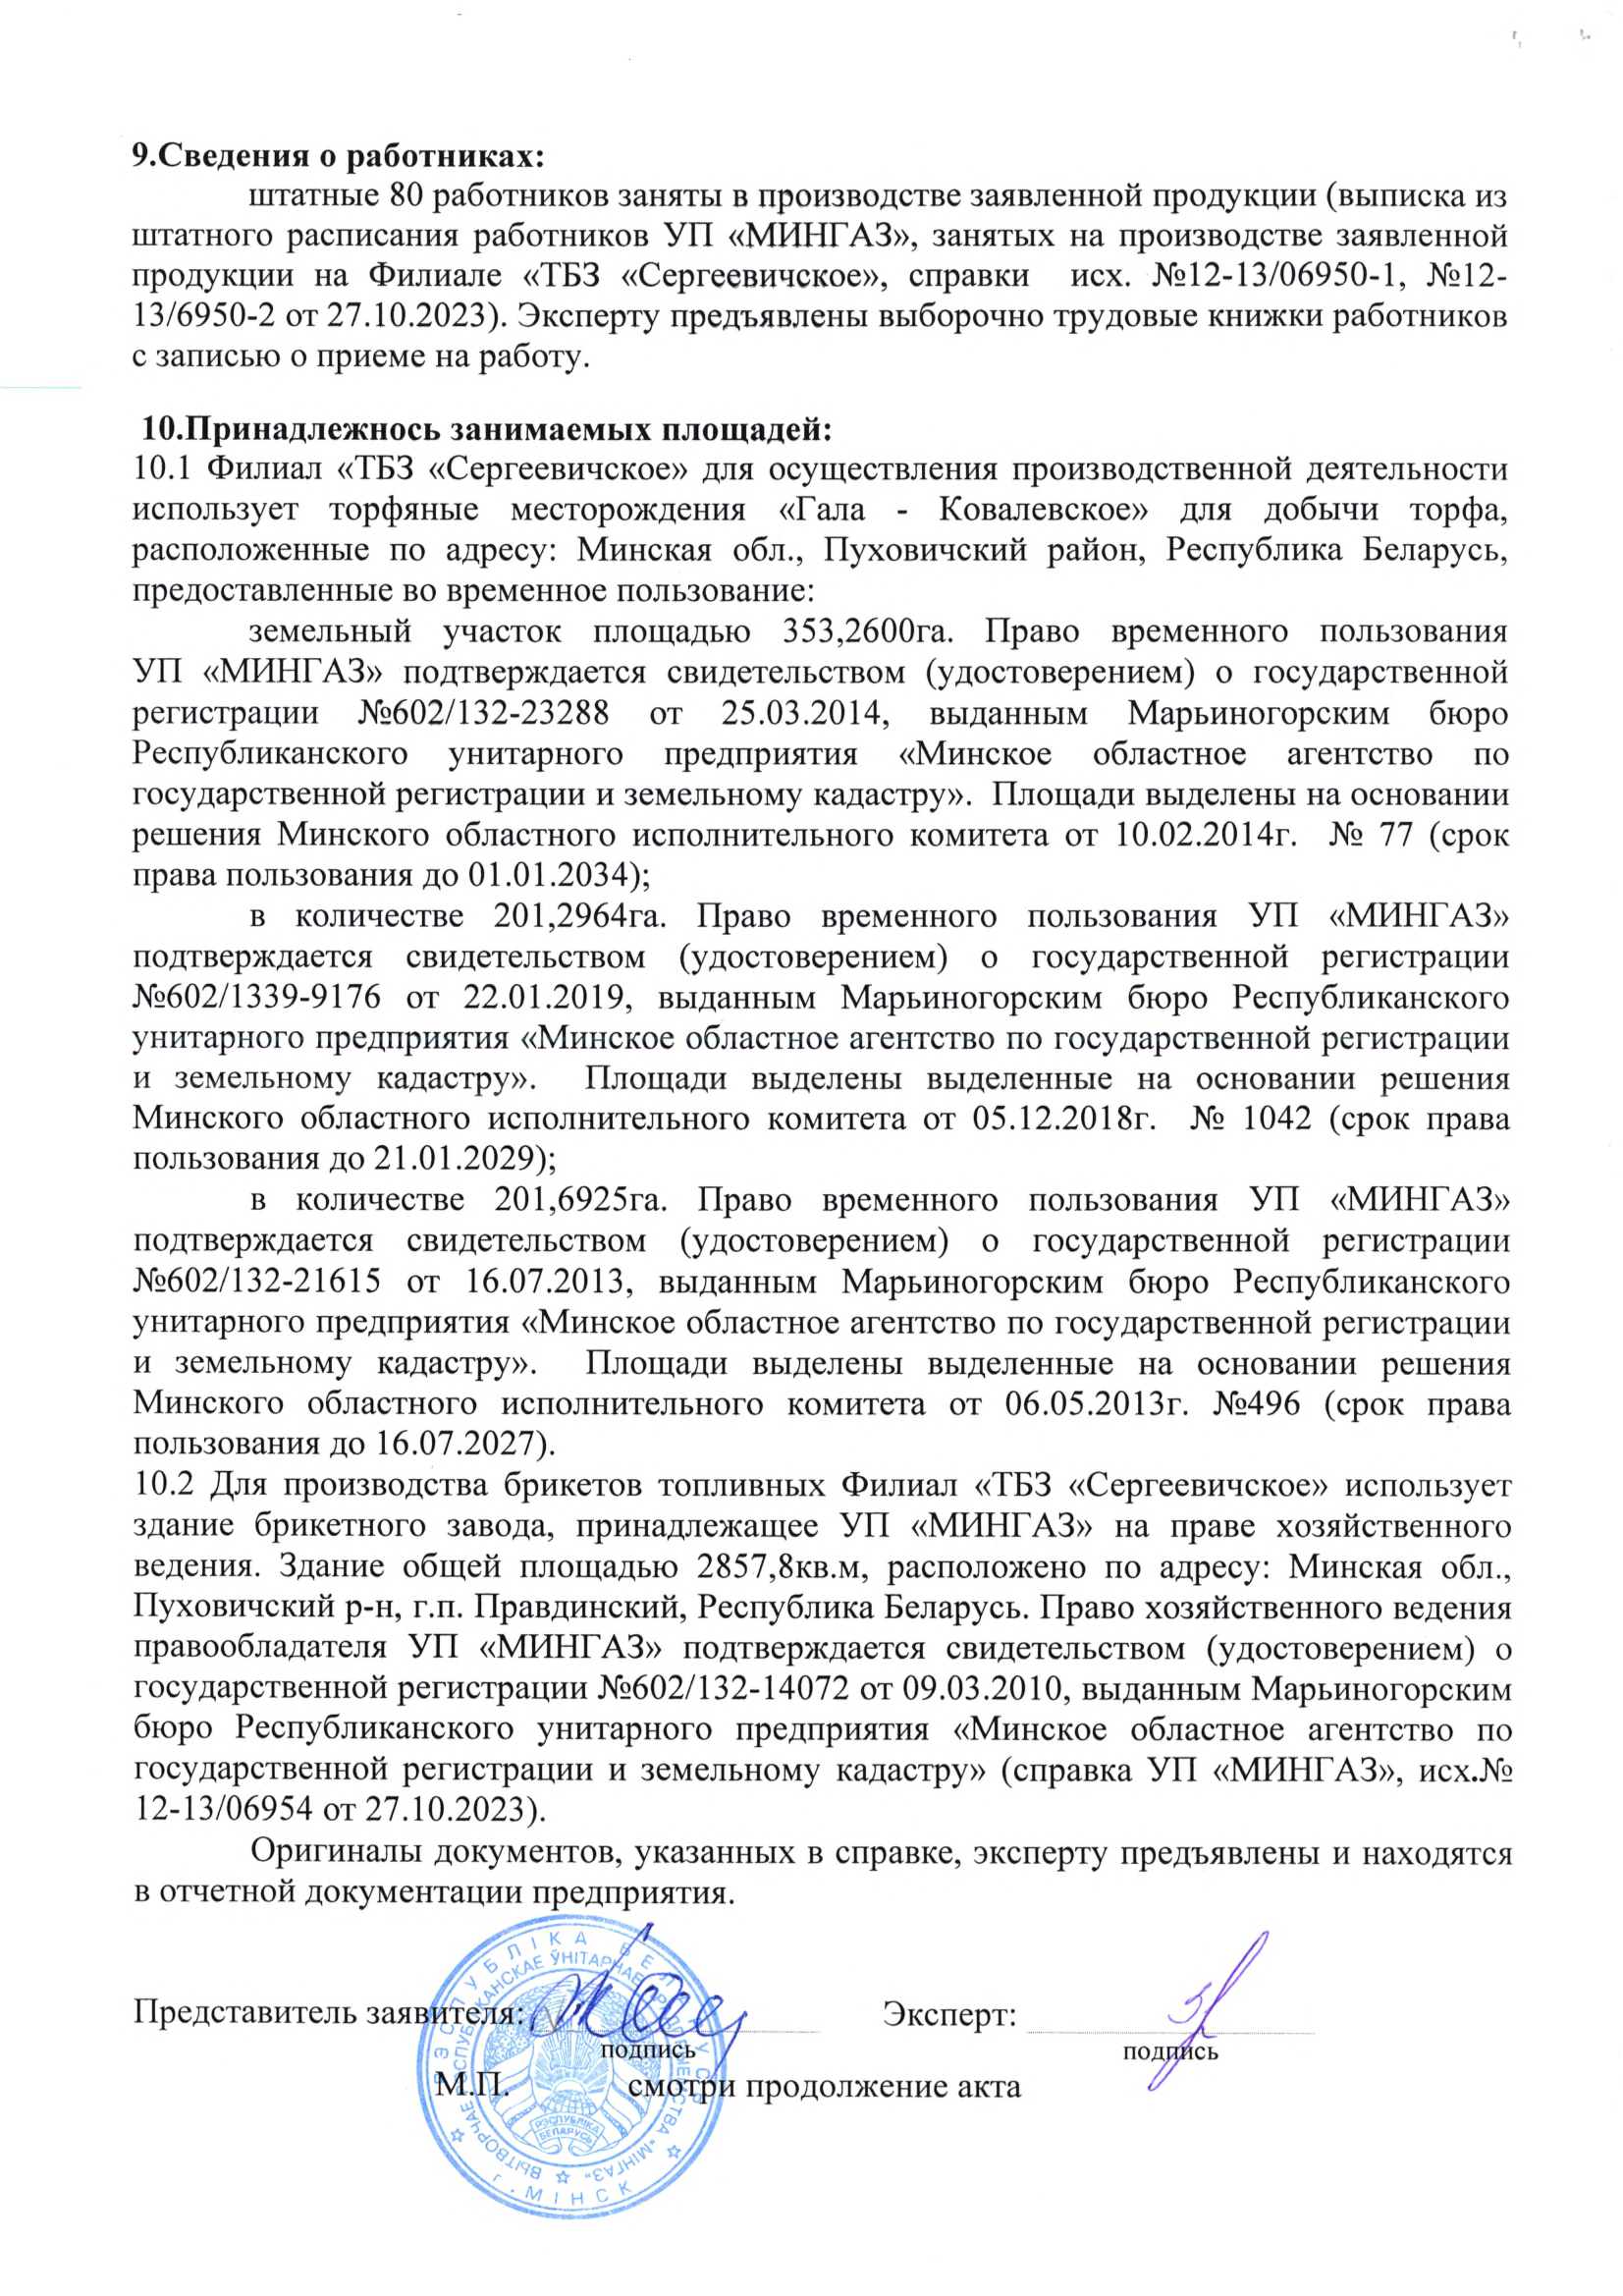 9.Сведения о работниках:
штатные 80 работников заняты в производстве заявленной продукции (выписка из
штатного расписания работников УП «МИНГАЗ», занятых на производстве заявленной
продукции на Филиале «ТБЗ «Сергеевичское», справки исх. №12-13/06950-1, №12-
13/6950-2 от 27.10.2023). Эксперту предъявлены выборочно трудовые книжки работников
с записью о приеме на работу.
10.Принадлежнось занимаемых площадей:
10.1 Филиал «ТБЗ «Сергеевичское» для осуществления производственной деятельности
использует торфяные месторождения «Гала - Ковалевское» для добычи торфа,
расположенные по адресу: Минская обл., Пуховичский район, Республика Беларусь,
предоставленные во временное пользование:
земельный участок площадью 353,2600га. Право временного пользования
УП «МИНГАЗ» подтверждается свидетельством (удостоверением) о государственной
регистрации №602/132-23288 от 25.03.2014, выданным Марьиногорским бюро
Республиканского унитарного предприятия «Минское областное агентство по
государственной регистрации и земельному кадастру». Площади выделены на основании
решения Минского областного исполнительного комитета от 10.02.2014г. № 77 (срок
права пользования до 01.01.2034);
в количестве 201,2964га. Право временного пользования УП «МИНГАЗ»
подтверждается свидетельством (удостоверением) о государственной регистрации
№602/1339-9176 от 22.01.2019, выданным Марьиногорским бюро Республиканского
унитарного предприятия «Минское областное агентство по государственной регистрации
и земельному кадастру». Площади выделены выделенные на основании решения
Минского областного исполнительного комитета от 05.12.2018г. № 1042 (срок права
пользования до 21.01.2029);
в количестве 201,6925га. Право временного пользования УП «МИНГАЗ»
подтверждается свидетельством (удостоверением) о государственной регистрации
№602/132-21615 от 16.07.2013, выданным Марьиногорским бюро Республиканского
унитарного предприятия «Минское областное агентство по государственной регистрации
и земельному кадастру». Площади выделены выделенные на основании решения
Минского областного исполнительного комитета от 06.05.2013г. №496 (срок права
пользования до 16.07.2027).
10.2 Для производства брикетов топливных Филиал «ТБЗ «Сергеевичское» использует
здание брикетного завода, принадлежащее УП «МИНГАЗ» на праве хозяйственного
ведения. Здание общей площадью 2857,8кв.м, расположено по адресу: Минская обл.,
Пуховичский р-н, г.п. Правдинский, Республика Беларусь. Право хозяйственного ведения
правообладателя УП «МИНГАЗ» подтверждается свидетельством (удостоверением) о
государственной регистрации №602/132-14072 от 09.03.2010, выданным Марьиногорским
бюро Республиканского унитарного предприятия «Минское областное агентство по
государственной регистрации и земельному кадастру» (справка УП «МИНГАЗ», исх.№
12-13/06954 от 27.10.2023).
Оригиналы документов, указанных в справке, эксперту предъявлены и находятся
в отчетной документации предприятия.
Представитель заявителя: Эксперт:
подпись подпись
М.П. смотри продолжение акта
РЭСПУБЛІКА БЕЛАРУСЬ
ВЫТВОРЧАЕ РЭСПУБЛІКАНСКАЕ ЎНІТАРНАЕ ПРАДПРЫЕМСТВА «МІНГАЗ»
РЭСПУБЛІКА
БЕЛАРУСЬ
г.МІНСК